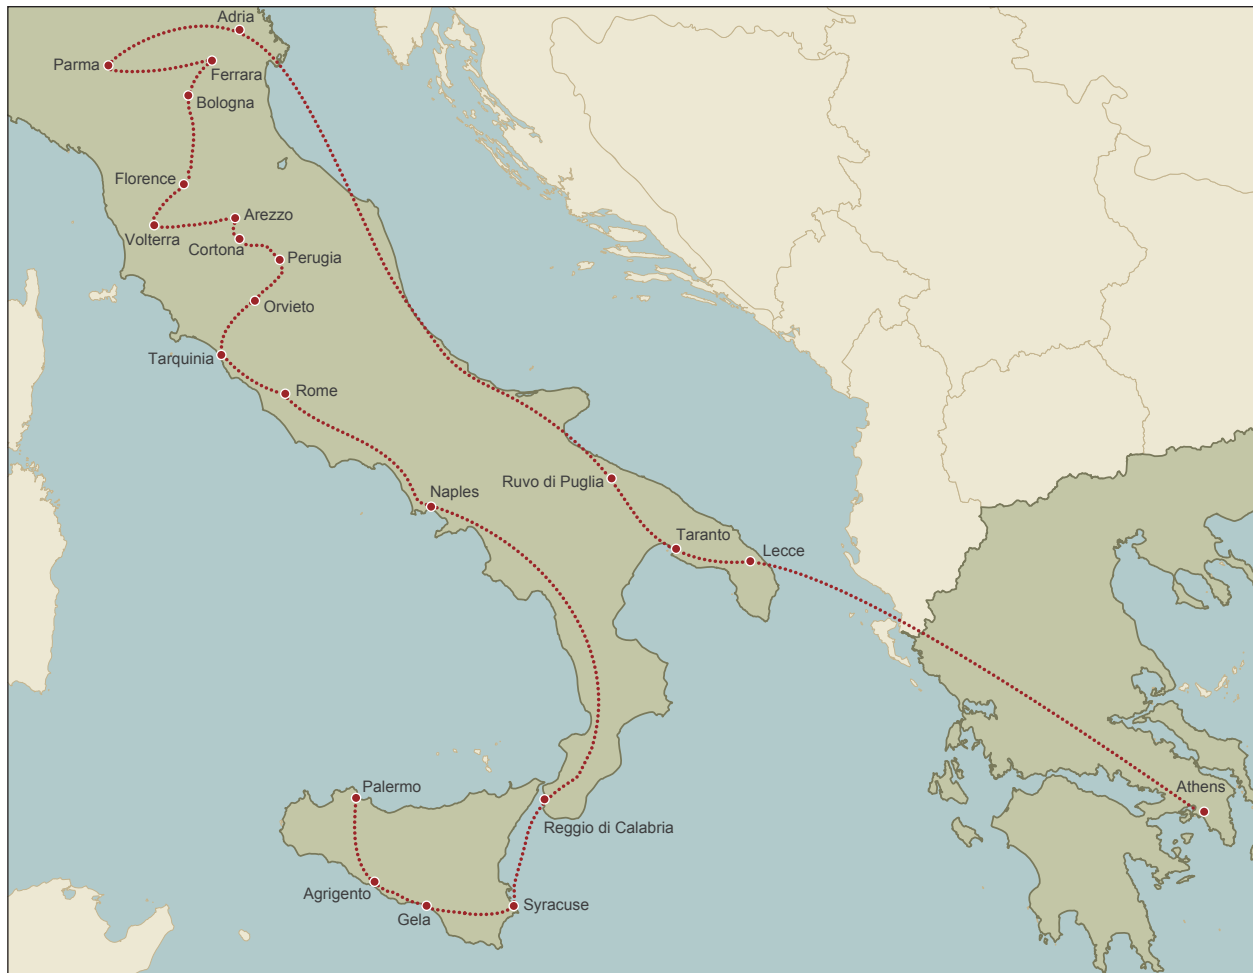 Adria
Parma
Ferrara
Bologna
Florence
Arezzo
Volterra
Cortona
Perugia
Orvieto
Tarquinia
Rome
Naples
Ruvo di Puglia
Taranto
Lecce
Palermo
Athens
Reggio di Calabria
Agrigento
Gela
Syracuse